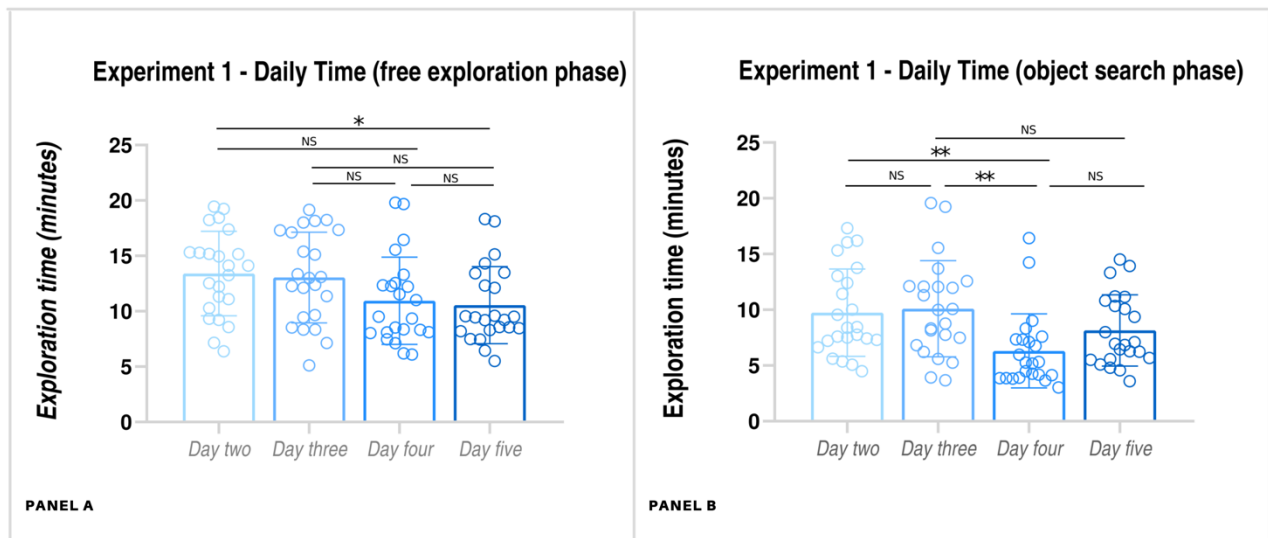 Experiment 1 - Daily Time (free exploration phase)
*
NS
NS
NS
NS
Exploration time (minutes)
25
20
15
10
5
0
Day two
Day three
Day four
Day five
PANEL A
Experiment 1 - Daily Time (object search phase)
NS
**
NS
**
NS
Exploration time (minutes)
25
20
15
10
5
0
Day two
Day three
Day four
Day five
PANEL B